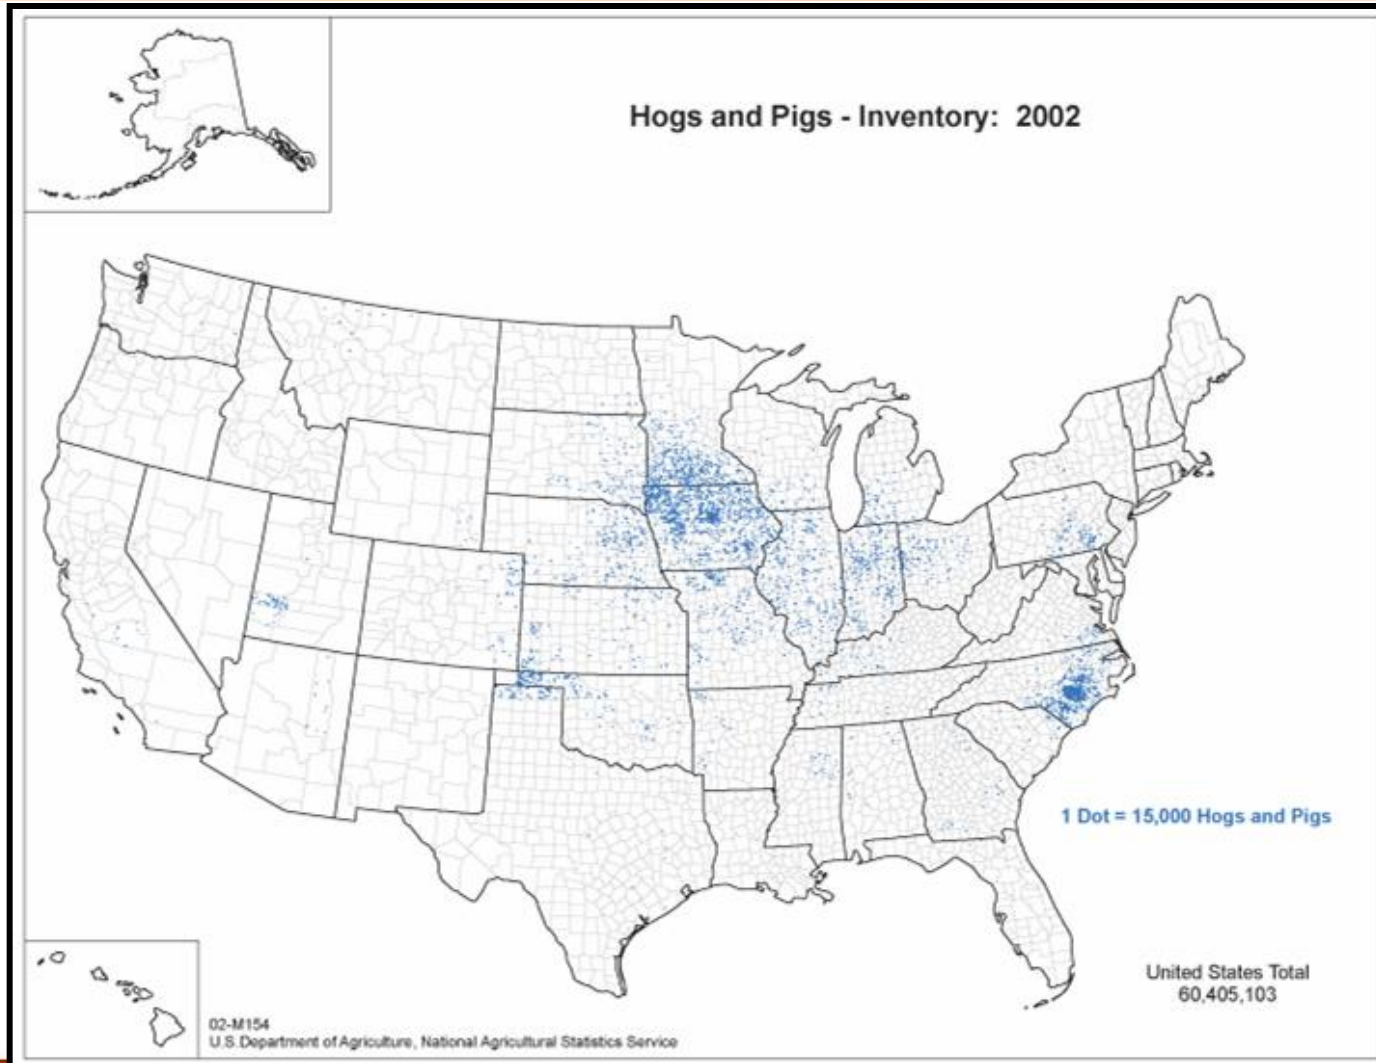 Hogs and Pigs - Inventory: 2002
1 Dot = 15,000 Hogs and Pigs
United States Total
60,405,103
02-M154
U.S.Department of Agriculture, National Agricultural Statistics Service